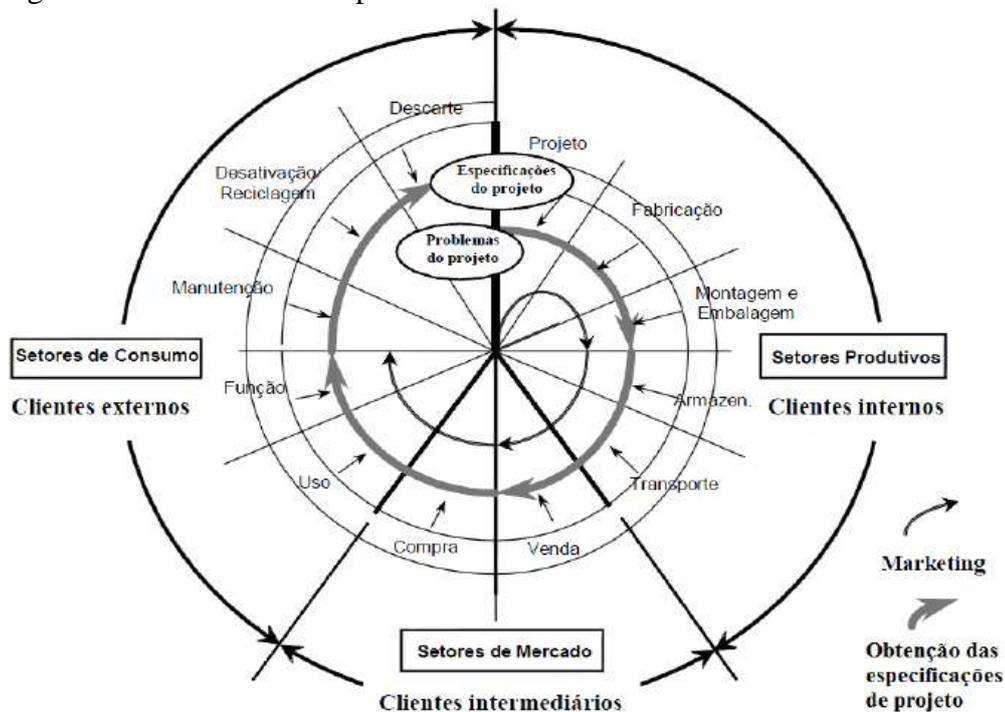 Descarte
Projeto
Especificações
do projeto
Desativação/
Reciclagem
Fabricação
Problemas
do projeto
Manutenção
Montagem e
Embalagem
Setores de Consumo
Setores Produtivos
Clientes externos
Função
Armazen.
Clientes internos
Uso
Transporte
Compra
Venda
Marketing
Setores de Mercado
Clientes intermediários
Obtenção das
especificações
de projeto